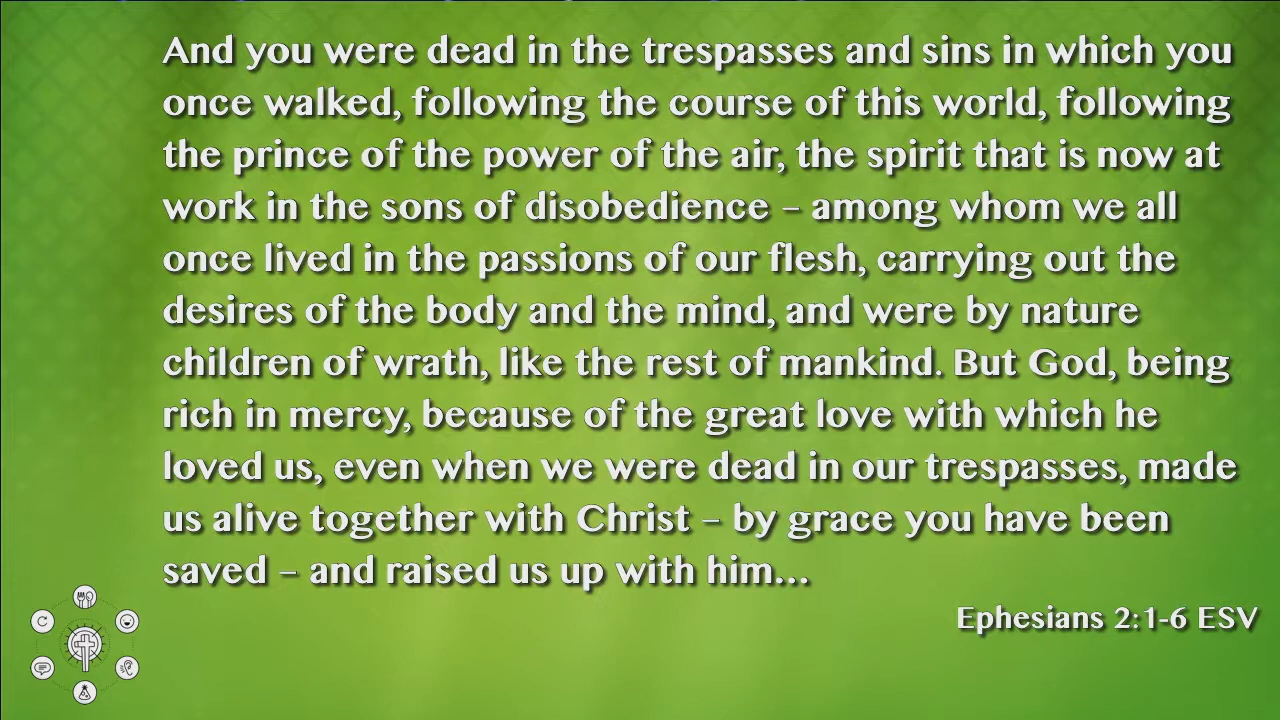 And you were dead in the trespasses and sins in which you
once walked, following the course of this world, following
the prince of the power of the air, the spirit that is now at
work in the sons of disobedience – among whom we all
once lived in the passions of our flesh, carrying out the
desires of the body and the mind, and were by nature
children of wrath, like the rest of mankind. But God, being
rich in mercy, because of the great love with which he
loved us, even when we were dead in our trespasses, made
us alive together with Christ – by grace you have been
saved – and raised us up with him...
Ephesians 2:1-6 ESV